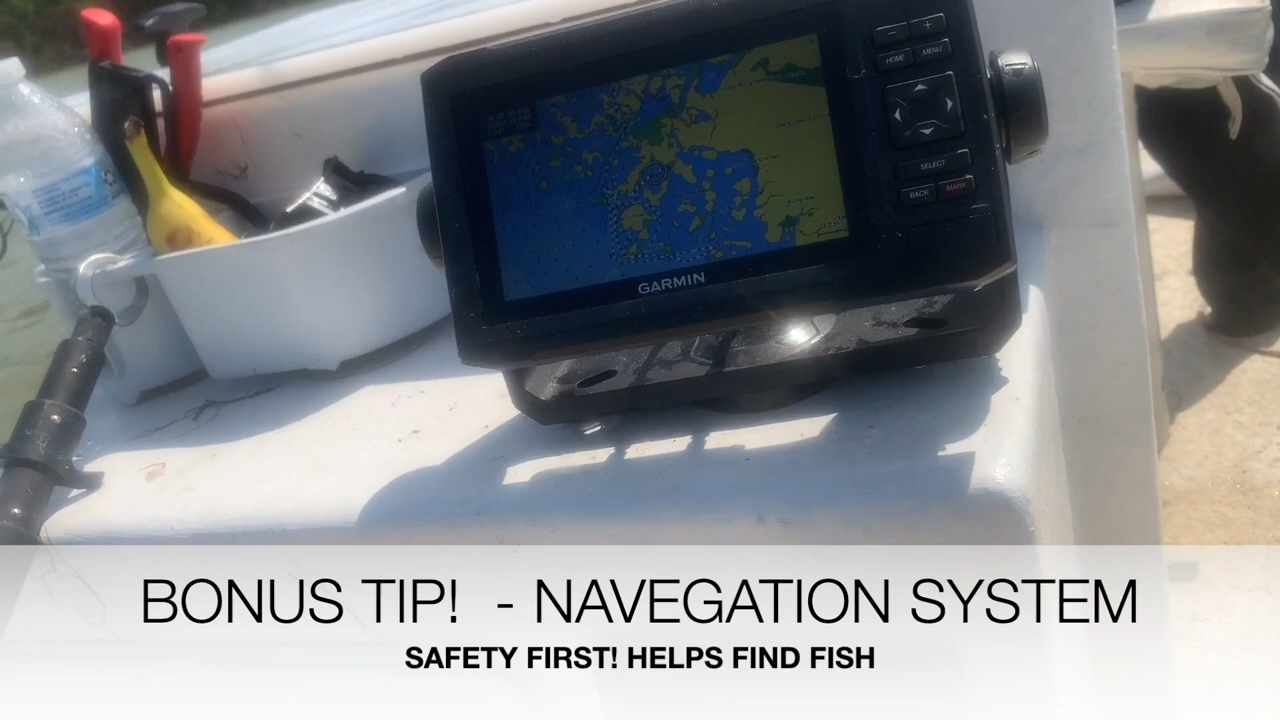 −
+
HOME
MENU
SELECT
BACK
MARK
GARMIN
BONUS TIP!  - NAVEGATION SYSTEM
SAFETY FIRST! HELPS FIND FISH